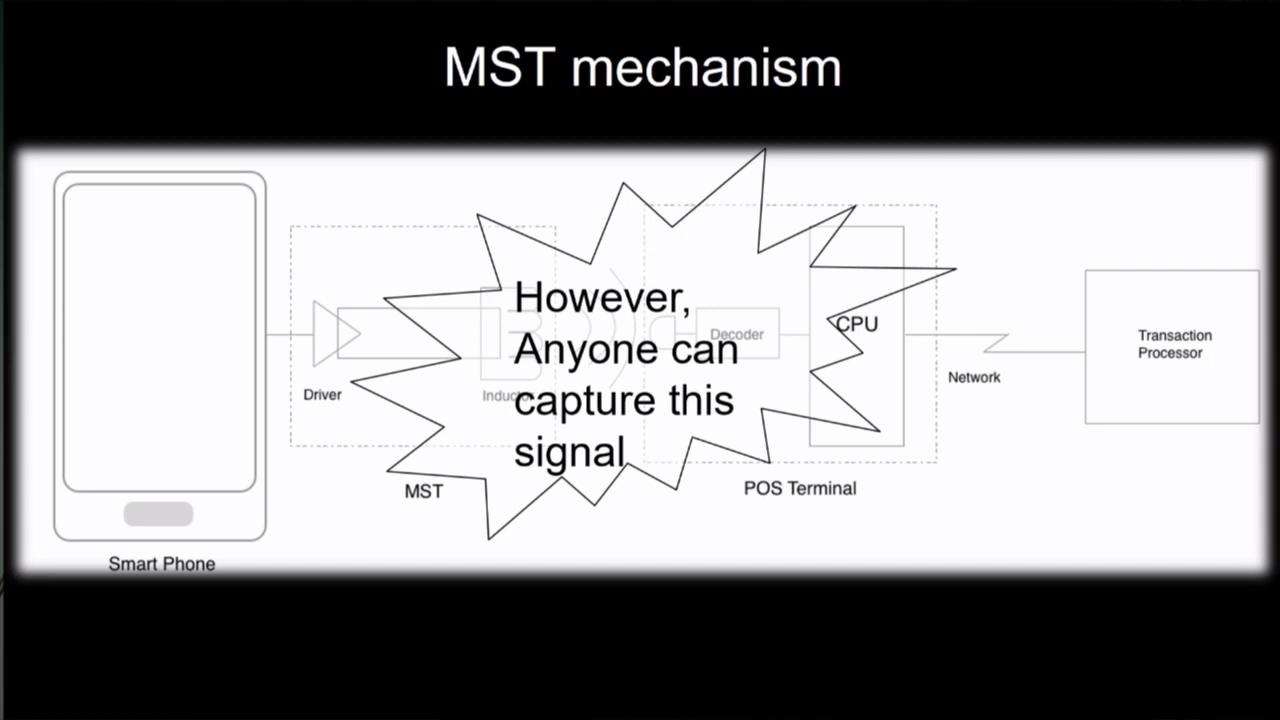 MST mechanism
However,
Anyone can
capture this
signal
Decoder
CPU
Driver
Inductor
MST
POS Terminal
Network
Transaction
Processor
Smart Phone